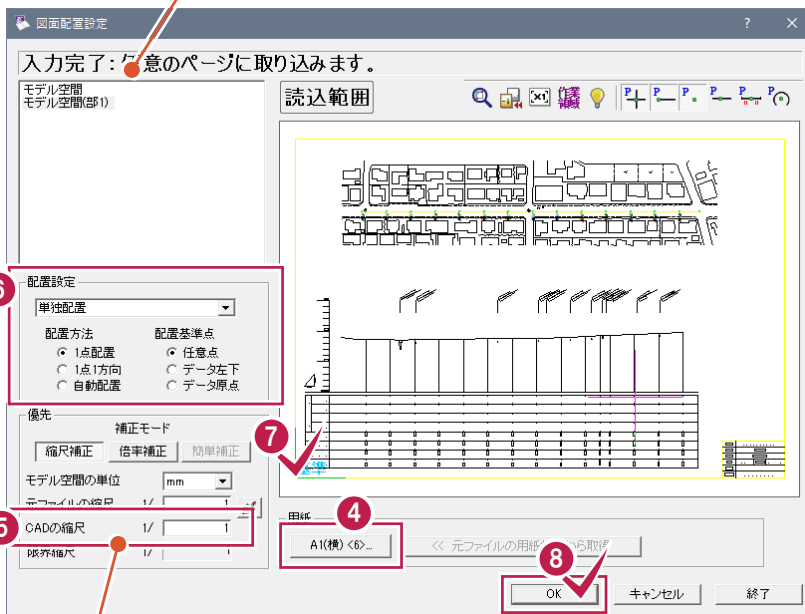 図面配置設定
? ×
入力完了:任意のページに取り込みます。
モデル空間
モデル空間(部1)
読込範囲
6
配置設定
単独配置
配置方法 配置基準点
1点配置 任意点
1点1方向 データ左下
自動配置 データ原点
優先
補正モード
縮尺補正 倍率補正 簡単補正
モデル空間の単位 mm
元ファイルの縮尺 1/ 1
5
CADの縮尺 1/ 1
限界縮尺 1/ 1
7
基準
用紙
4
A1(横) <6>...
<< 元ファイルの用紙 から取得
8
OK キャンセル 終了